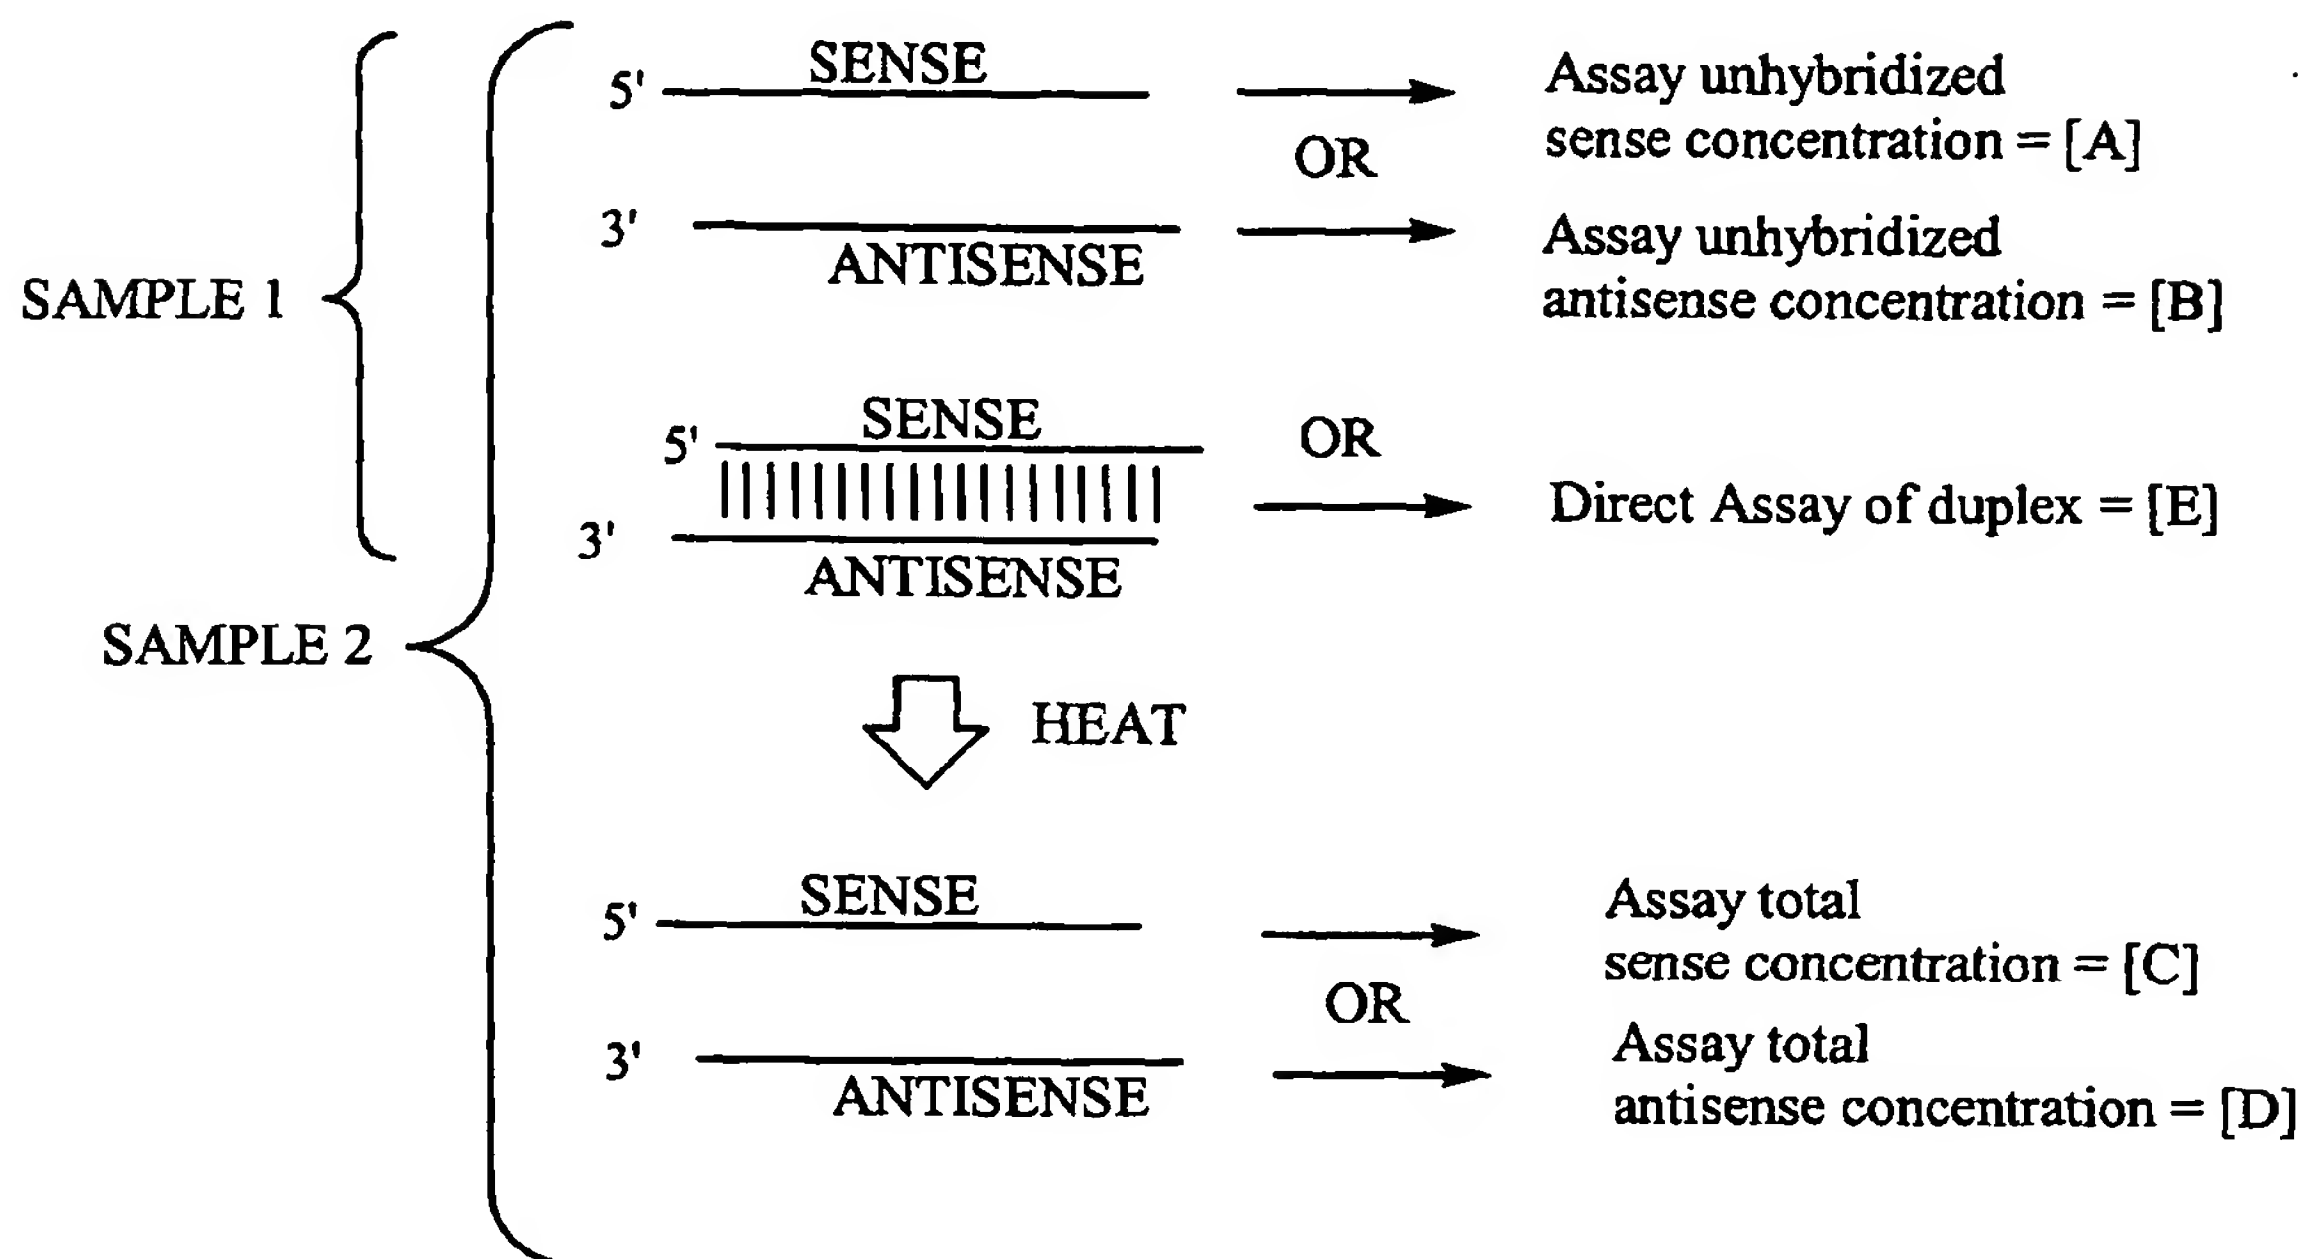 SENSE
5'
Assay unhybridized
sense concentration = [A]
OR
3'
ANTISENSE
Assay unhybridized
antisense concentration = [B]
SAMPLE 1
SENSE
5'
OR
3'
ANTISENSE
Direct Assay of duplex = [E]
SAMPLE 2
HEAT
SENSE
5'
Assay total
sense concentration = [C]
OR
3'
ANTISENSE
Assay total
antisense concentration = [D]